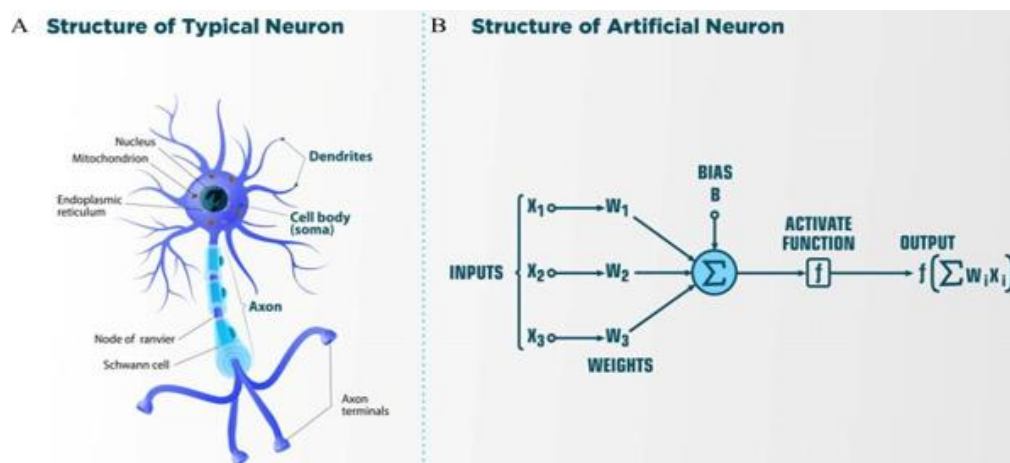 A Structure of Typical Neuron
Nucleus
Mitochondrion
Dendrites
Endoplasmic
reticulum
Cell body
(soma)
Axon
Node of ranvier
Schwann cell
Axon
terminals
B Structure of Artificial Neuron
BIAS
B
X1 W1
ACTIVATE
FUNCTION
OUTPUT
INPUTS
X2 W2
Σ
f
f(∑ WiXi)
X3 W3
WEIGHTS